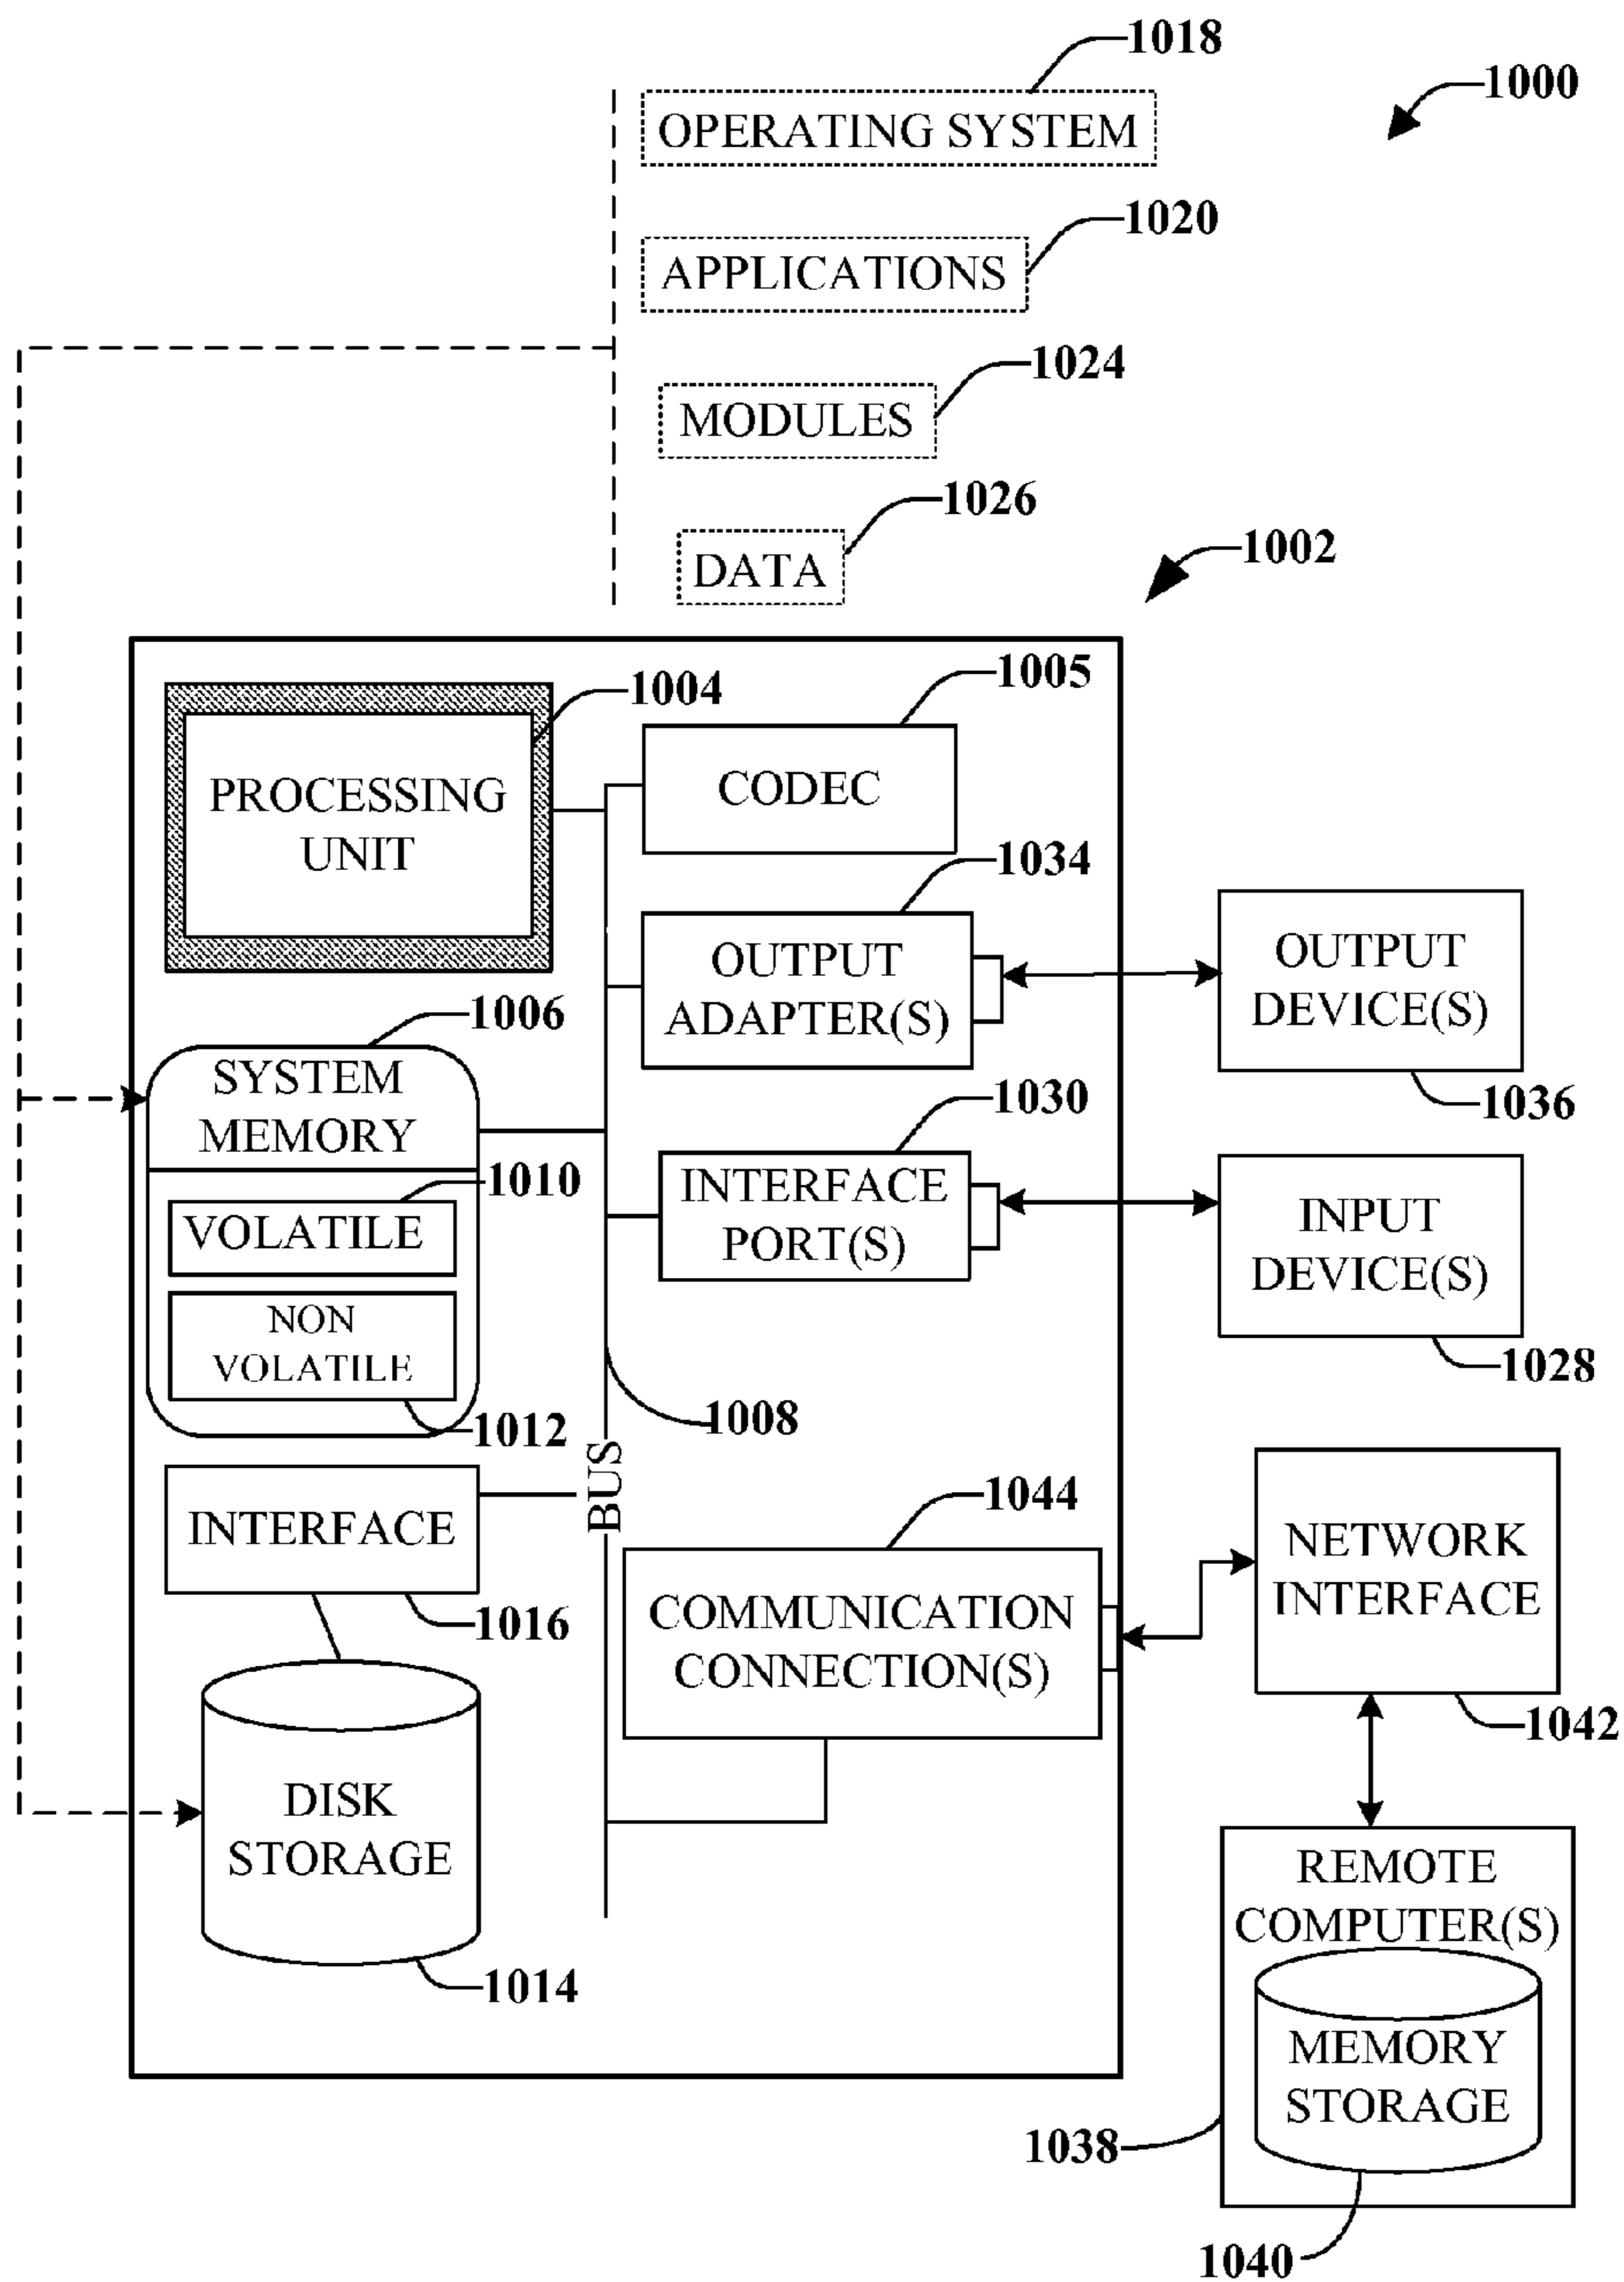 1018
1000
OPERATING SYSTEM
1020
APPLICATIONS
1024
MODULES
1026
DATA
1002
1004
PROCESSING
UNIT
1005
CODEC
1034
OUTPUT
ADAPTER(S)
OUTPUT
DEVICE(S)
1036
1006
SYSTEM
MEMORY
1010
VOLATILE
NON
VOLATILE
1012
1030
INTERFACE
PORT(S)
INPUT
DEVICE(S)
1028
1008
BUS
INTERFACE
1016
1044
COMMUNICATION
CONNECTION(S)
NETWORK
INTERFACE
1042
DISK
STORAGE
1014
REMOTE
COMPUTER(S)
MEMORY
STORAGE
1038
1040